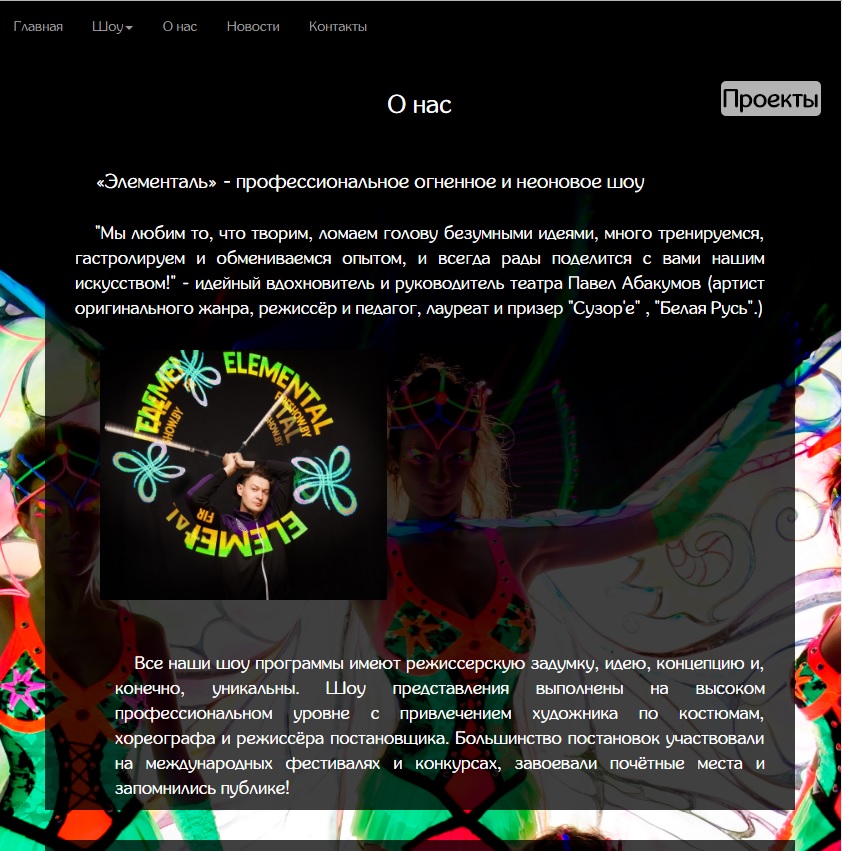 Главная Шоу О нас Новости Контакты
О нас
Проекты
«Элементаль» - профессиональное огненное и неоновое шоу
"Мы любим то, что творим, ломаем голову безумными идеями, много тренируемся,
гастролируем и обмениваемся опытом, и всегда рады поделится с вами нашим
искусством!" - идейный вдохновитель и руководитель театра Павел Абакумов (артист
оригинального жанра, режиссёр и педагог, лауреат и призер "Сузор'е" , "Белая Русь".)
ELEMENTAL
FIRESHOW.BY
Все наши шоу программы имеют режиссерскую задумку, идею, концепцию и,
конечно, уникальны. Шоу представления выполнены на высоком
профессиональном уровне с привлечением художника по костюмам,
хореографа и режиссёра постановщика. Большинство постановок участвовали
на международных фестивалях и конкурсах, завоевали почётные места и
запомнились публике!